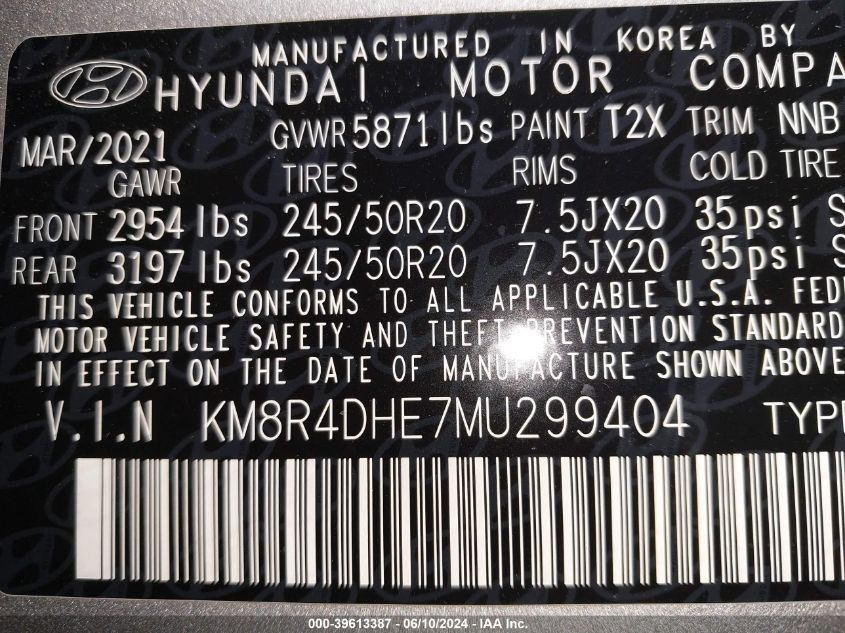 MANUFACTURED IN KOREA BY
HYUNDAI MOTOR COMPA
MAR/2021 GVWR 5871lbs PAINT T2X TRIM NNB
GAWR TIRES RIMS COLD TIRE
FRONT 2954 lbs 245/50R20 7.5JX20 35psi S
REAR 3197 lbs 245/50R20 7.5JX20 35psi S
THIS VEHICLE CONFORMS TO ALL APPLICABLE U.S.A. FEDE
MOTOR VEHICLE SAFETY AND THEFT PREVENTION STANDARD
IN EFFECT ON THE DATE OF MANUFACTURE SHOWN ABOVE
V.I.N KM8R4DHE7MU299404 TYPE
000-39613387 - 06/10/2024 - IAA Inc.